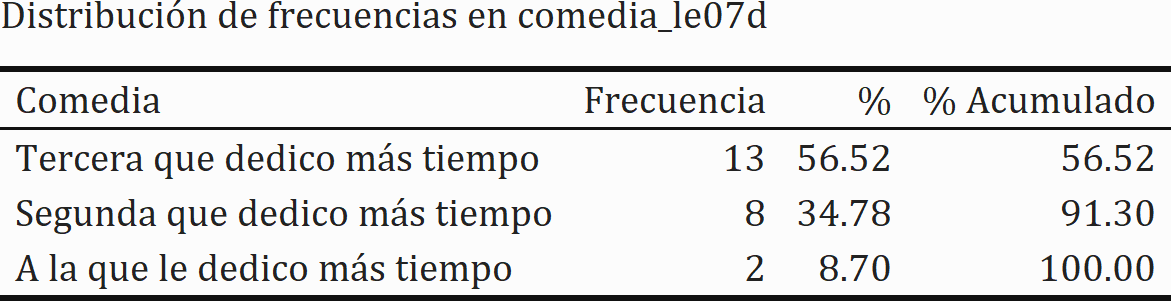 Distribución de frecuencias en comedia_le07d
Comedia Frecuencia % % Acumulado
Tercera que dedico más tiempo 13 56.52 56.52
Segunda que dedico más tiempo 8 34.78 91.30
A la que le dedico más tiempo 2 8.70 100.00